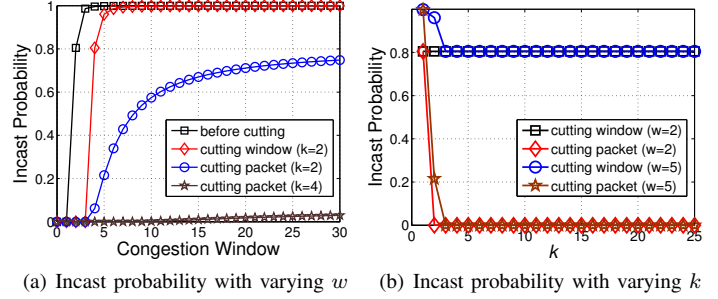 Incast Probability
1
0.8
0.6
0.4
0.2
0
before cutting
cutting window (k=2)
cutting packet (k=2)
cutting packet (k=4)
0 5 10 15 20 25 30
Congestion Window
(a) Incast probability with varying w
Incast Probability
1
0.8
0.6
0.4
0.2
0
cutting window (w=2)
cutting packet (w=2)
cutting window (w=5)
cutting packet (w=5)
0 5 10 15 20 25
k
(b) Incast probability with varying k